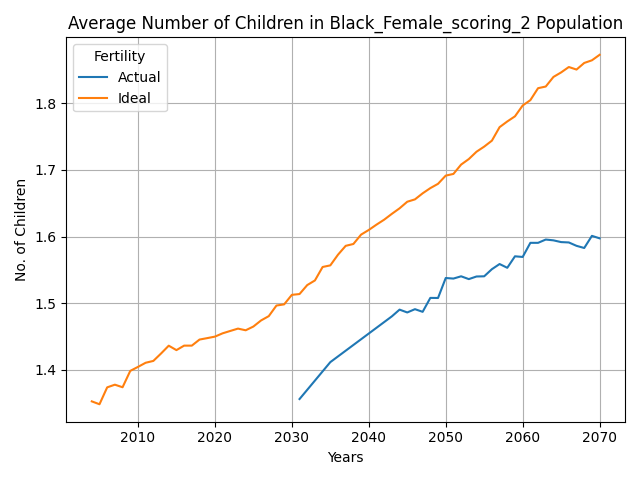 Average Number of Children in Black_Female_scoring_2 Population
Fertility
Actual
Ideal
No. of Children
1.8
1.7
1.6
1.5
1.4
2010 2020 2030 2040 2050 2060 2070
Years